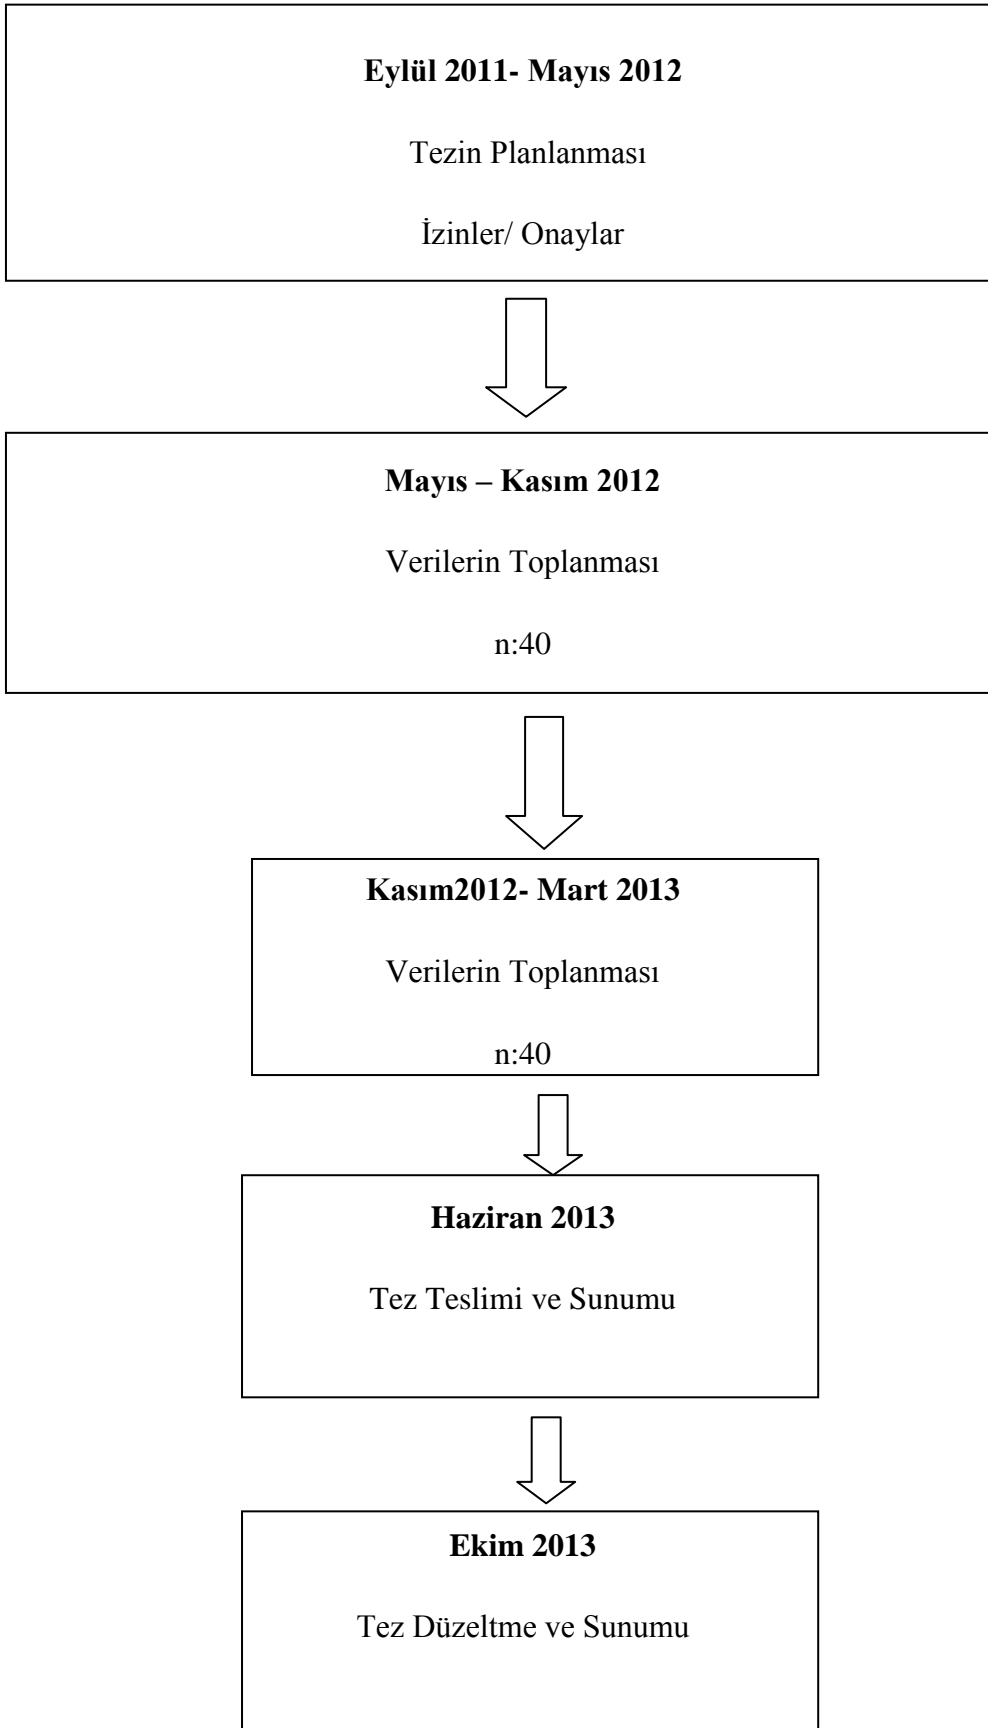 Eylül 2011- Mayıs 2012
Tezin Planlanması
İzinler/ Onaylar
Mayıs – Kasım 2012
Verilerin Toplanması
n:40
Kasım2012- Mart 2013
Verilerin Toplanması
n:40
Haziran 2013
Tez Teslimi ve Sunumu
Ekim 2013
Tez Düzeltme ve Sunumu